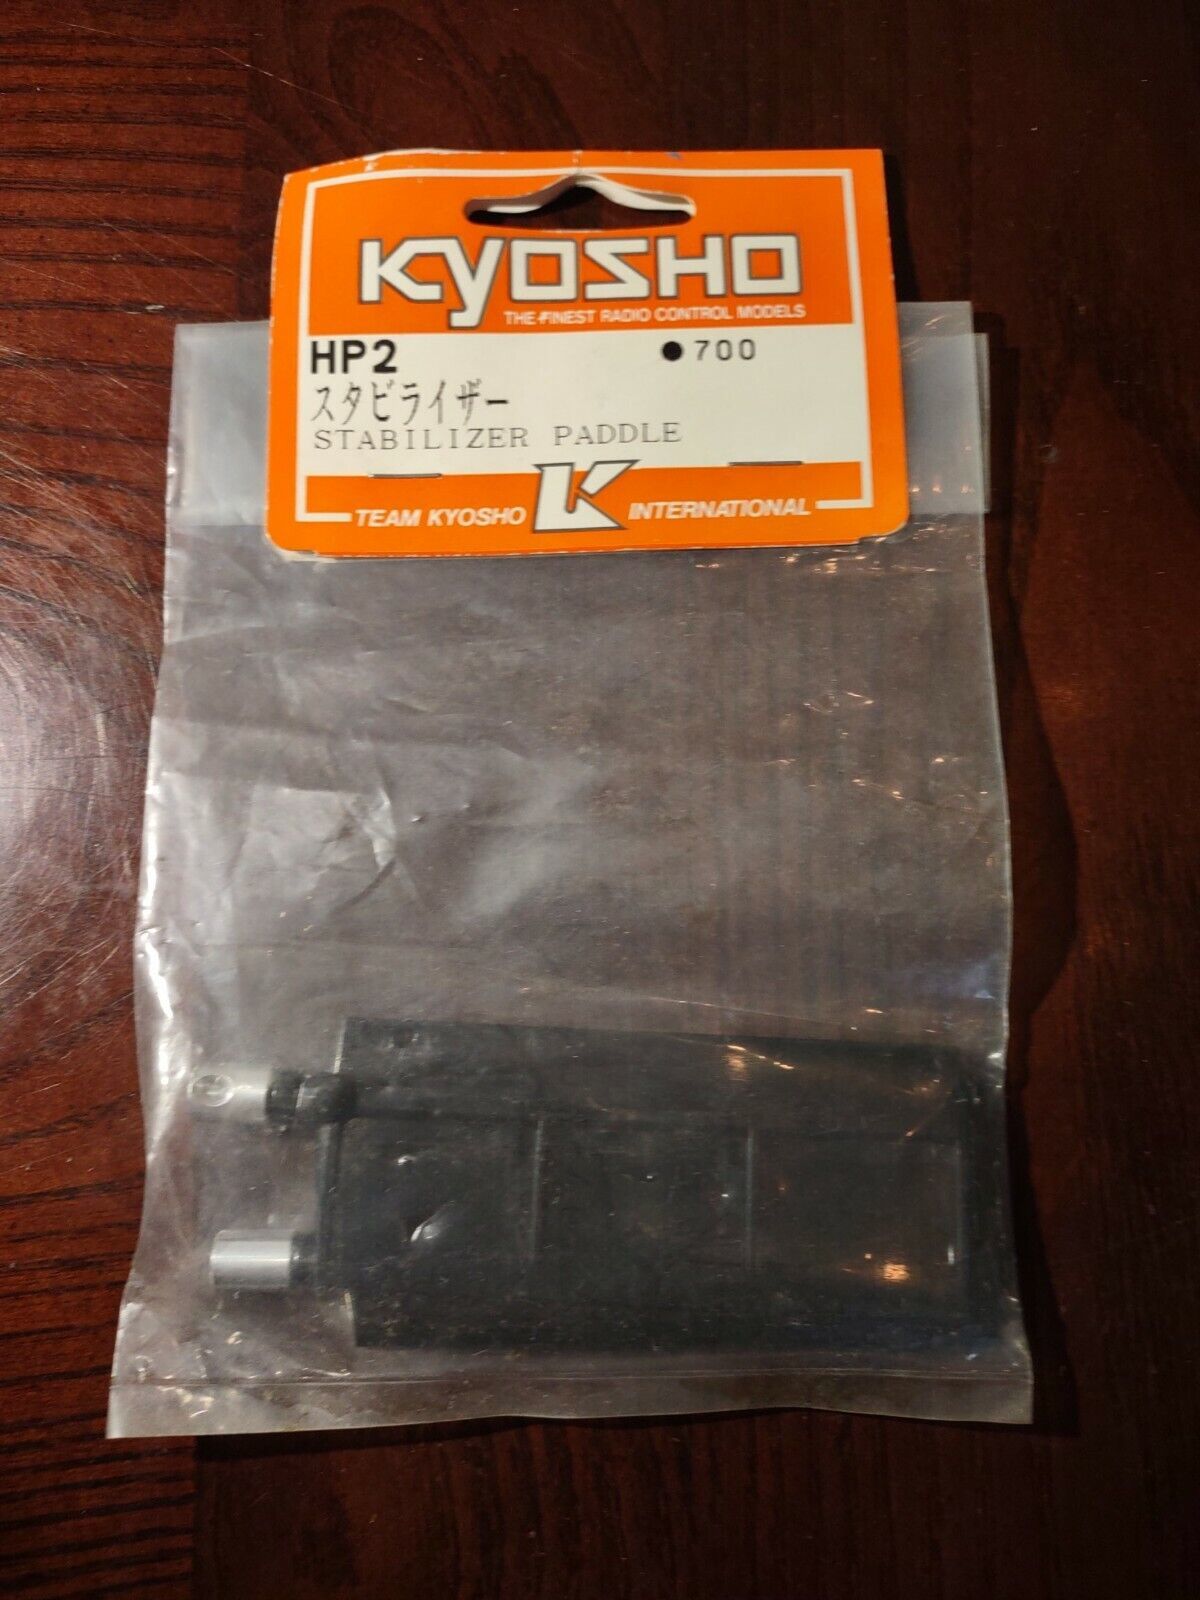 KYOSHO
THE FINEST RADIO CONTROL MODELS
HP2 ●700
スタビライザー
STABILIZER PADDLE
TEAM KYOSHO K INTERNATIONAL